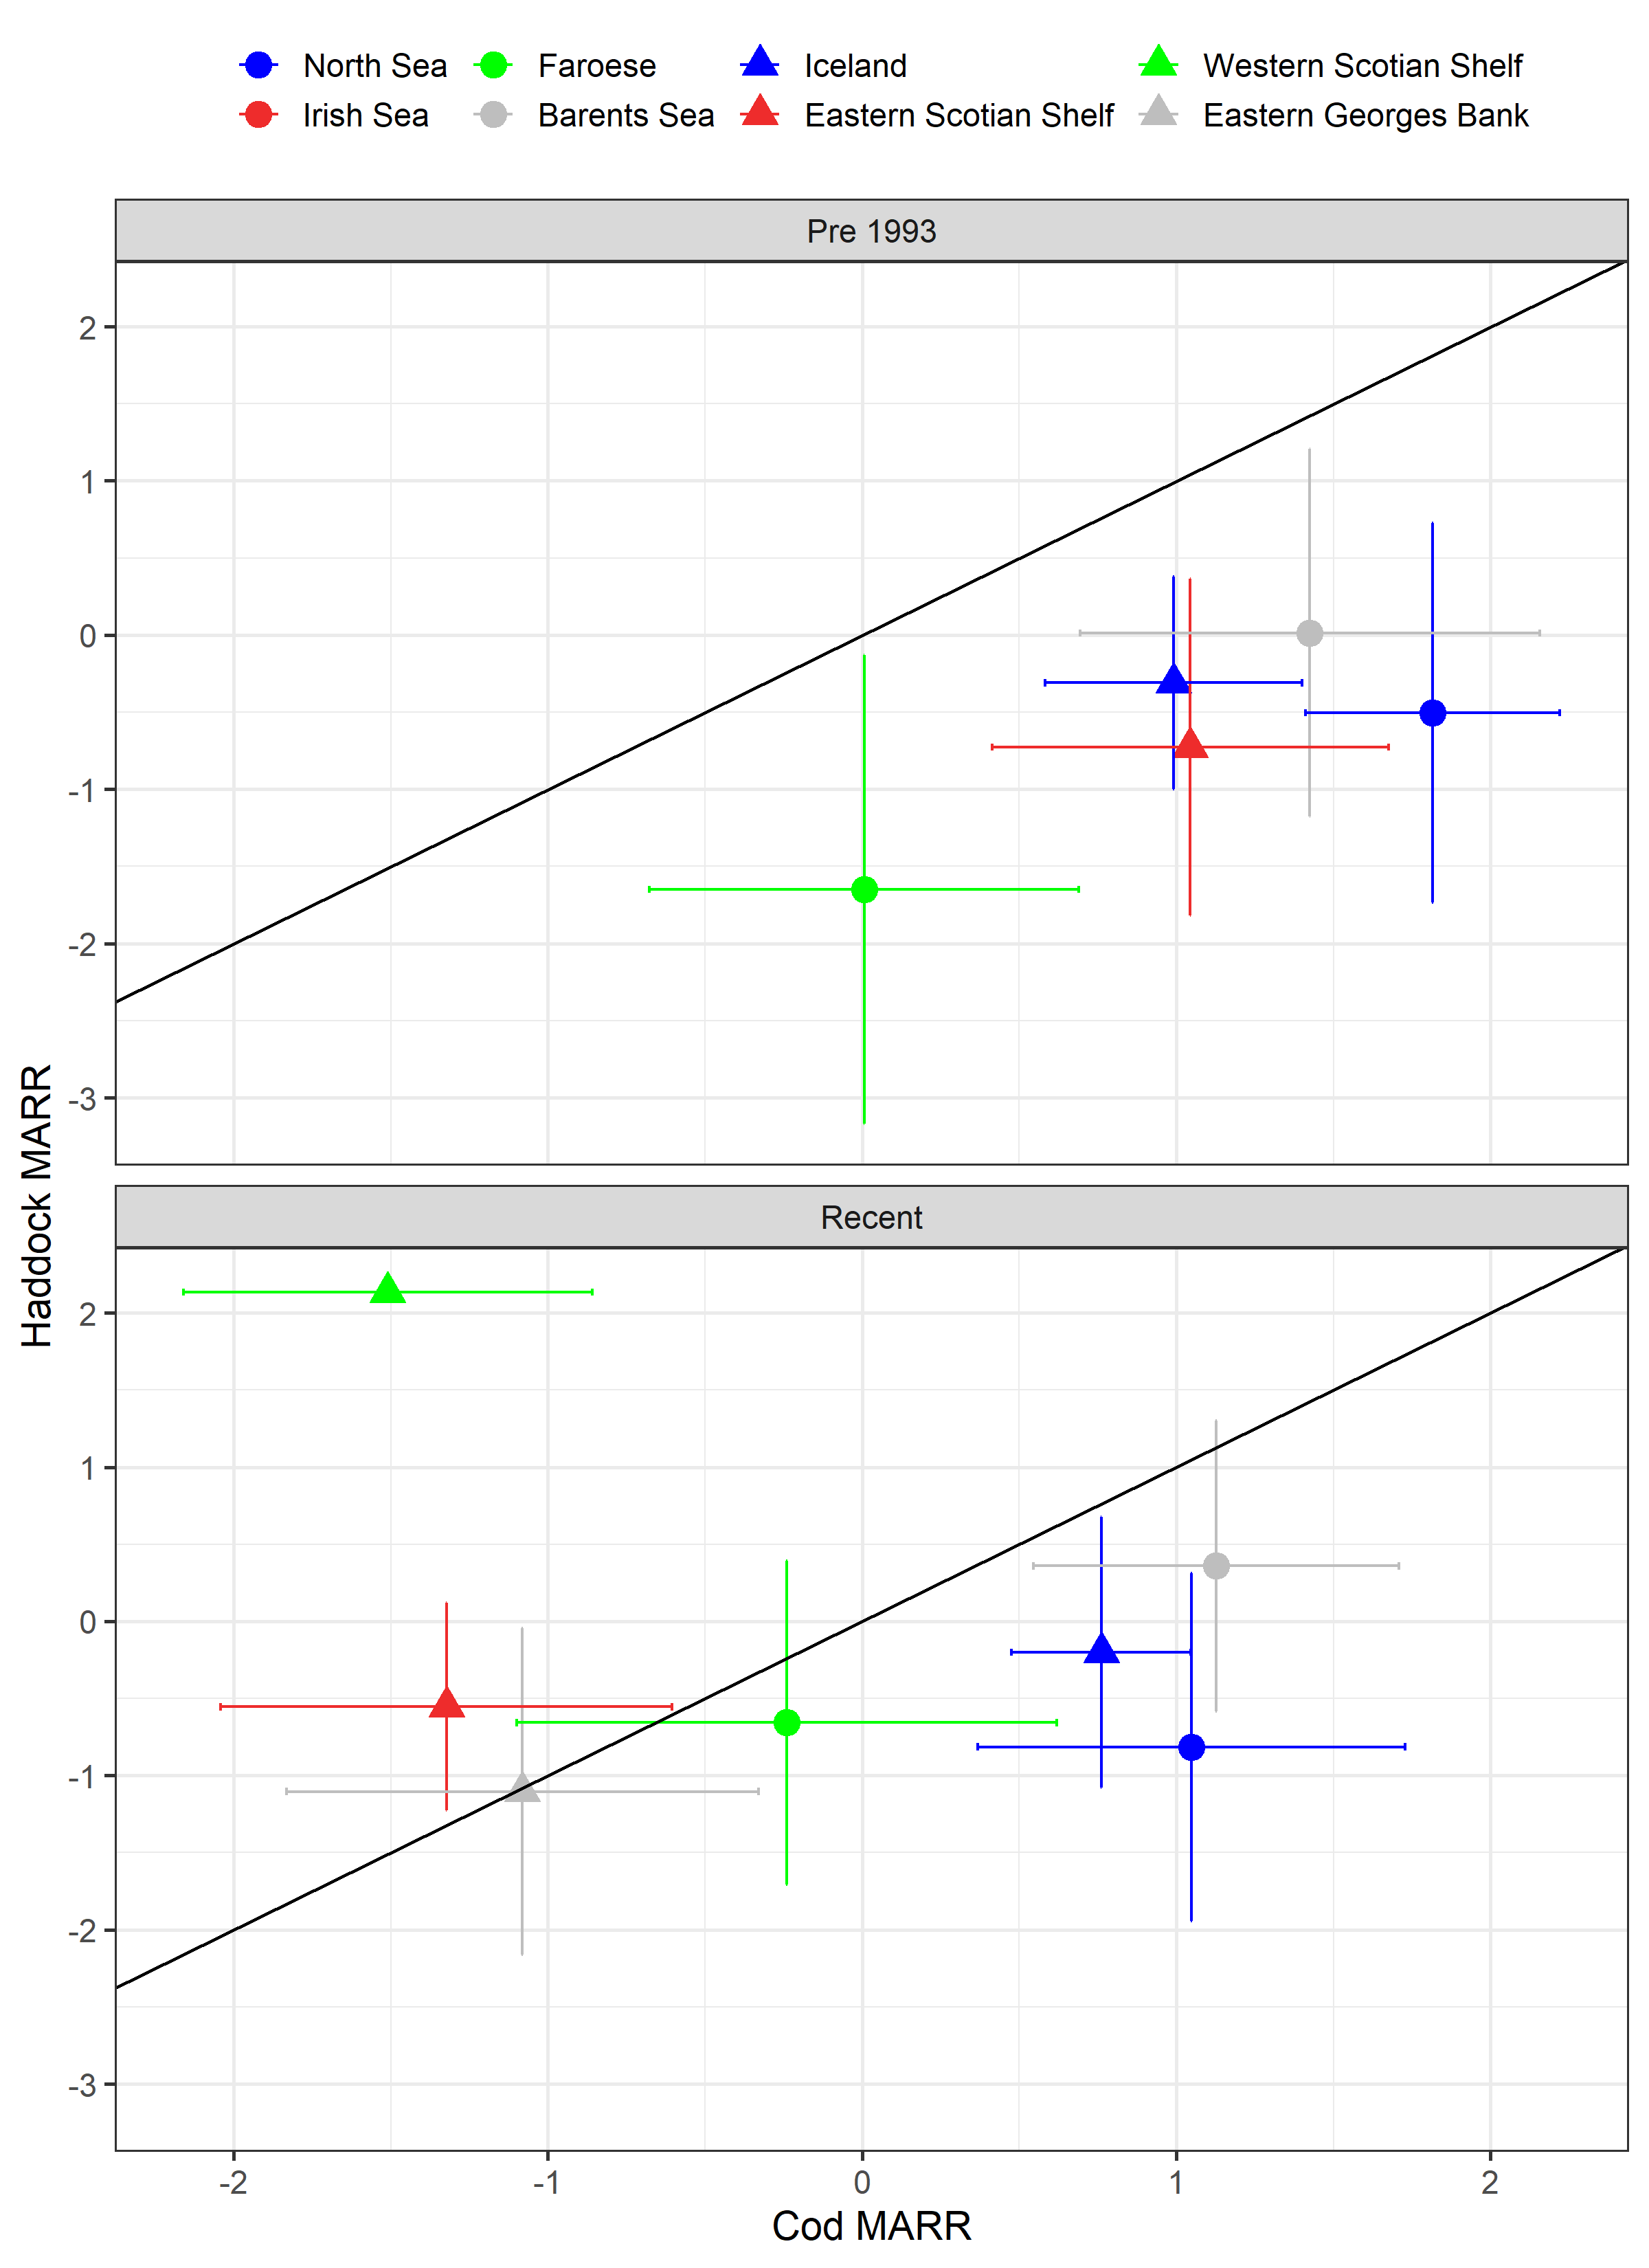 North Sea Faroese Iceland Western Scotian Shelf
Irish Sea Barents Sea Eastern Scotian Shelf Eastern Georges Bank
Pre 1993
2
1
0
-1
-2
-3
Haddock MARR
Recent
2
1
0
-1
-2
-3
-2 -1 0 1 2
Cod MARR